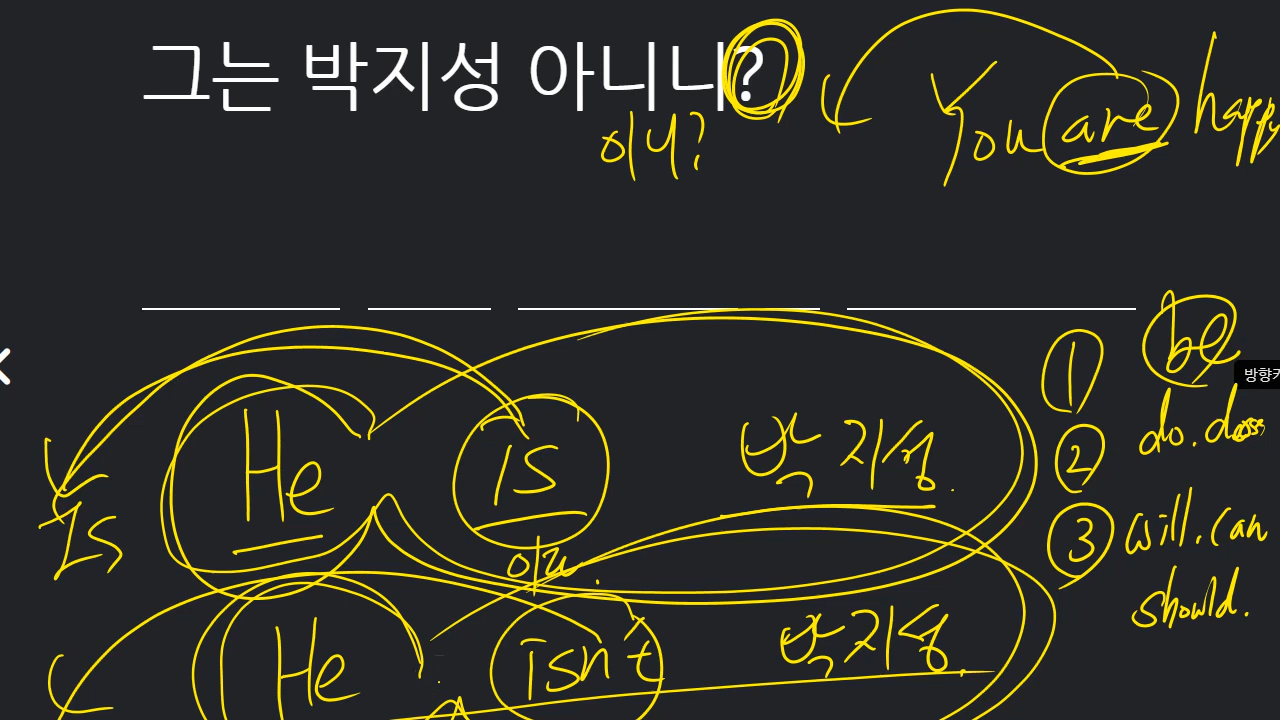 그는 박지성 아니니?
이니?
You are happy
① be
② do. does
③ will. can
should.
He is 박지성.
Is
이다.
He isn't 박지성.
방향키